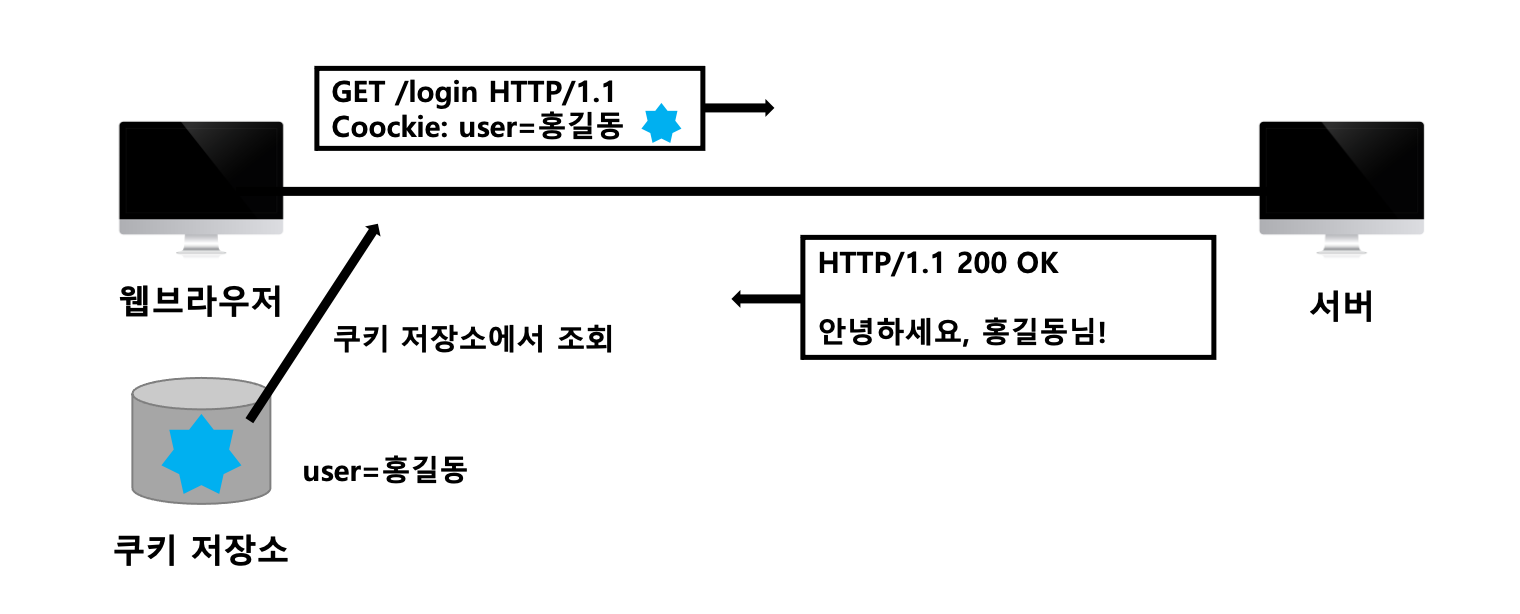 GET /login HTTP/1.1
Coockie: user=홍길동
HTTP/1.1 200 OK
안녕하세요, 홍길동님!
웹브라우저
서버
쿠키 저장소에서 조회
user=홍길동
쿠키 저장소